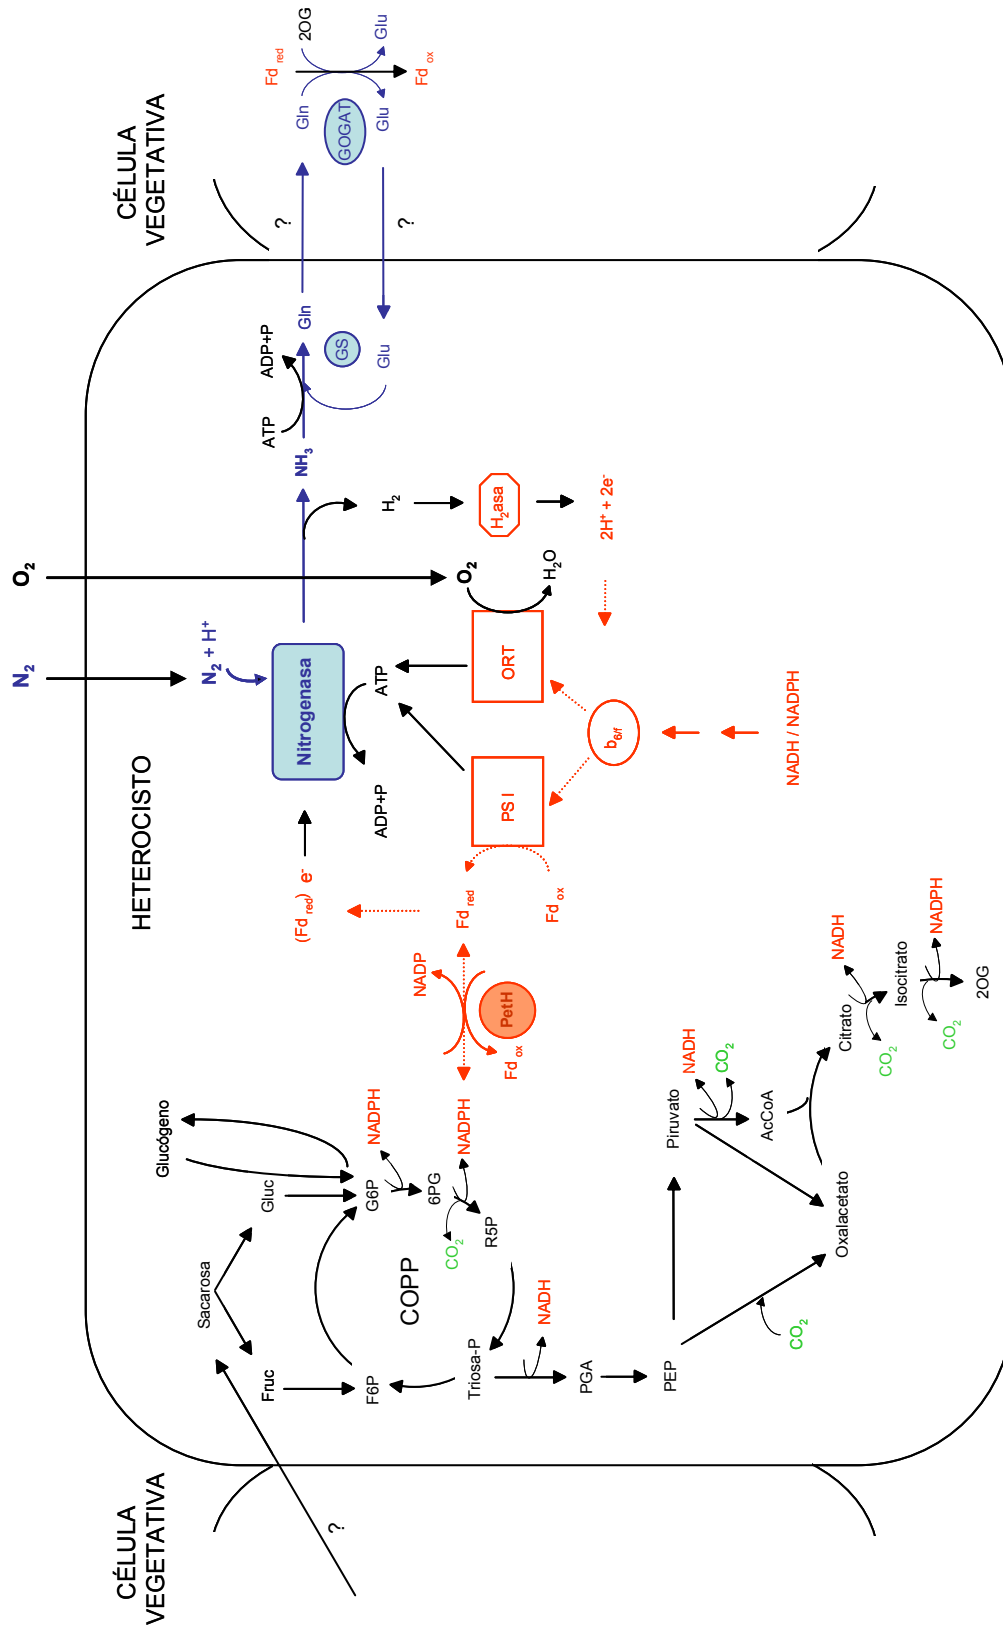 CÉLULA
VEGETATIVA
HETEROCISTO
CÉLULA
VEGETATIVA
N₂
O₂
?
Sacarosa
Glucógeno
Fruc
Gluc
F6P
G6P
NADPH
6PG
CO₂
NADPH
R5P
COPP
Triosa-P
NADH
PGA
PEP
CO₂
Piruvato
NADH
CO₂
AcCoA
Oxalacetato
Citrato
NADH
CO₂
Isocitrato
NADPH
CO₂
2OG
NADP
PetH
Fd ox
Fd red
Fd ox
(Fd red) e⁻
N₂ + H⁺
Nitrogenasa
ADP+P
ATP
PS I
ORT
b6/f
NADH / NADPH
O₂
H₂O
H₂
H₂asa
2H⁺ + 2e⁻
NH₃
ATP
ADP+P
Gln
GS
Glu
?
?
Gln
GOGAT
Glu
Fd red
2OG
Glu
Fd ox